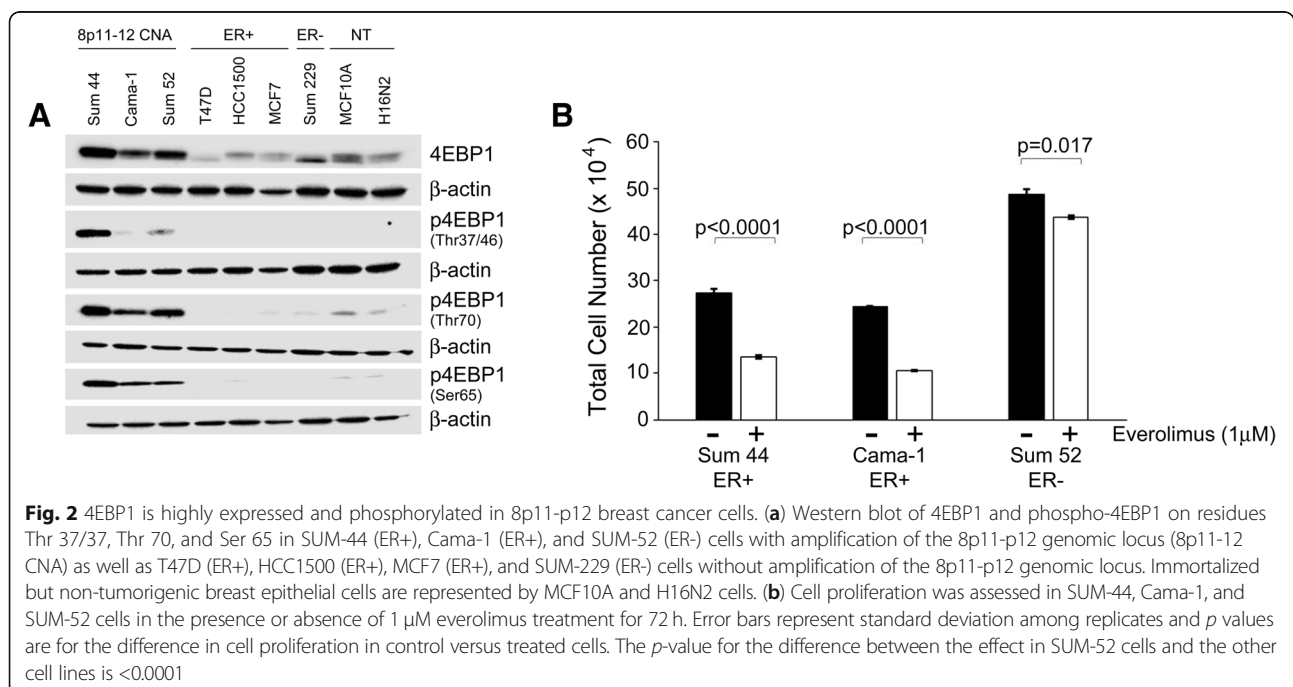 8p11-12 CNA ER+ ER- NT
Sum 44 Cama-1 Sum 52 T47D HCC1500 MCF7 Sum 229 MCF10A H16N2
A
4EBP1
β-actin
p4EBP1
(Thr37/46)
β-actin
p4EBP1
(Thr70)
β-actin
p4EBP1
(Ser65)
β-actin
B
Total Cell Number (x 10⁴)
60
50
40
30
20
10
0
p<0.0001
p<0.0001
p=0.017
- + - + - + Everolimus (1μM)
Sum 44 Cama-1 Sum 52
ER+ ER+ ER-
Fig. 2 4EBP1 is highly expressed and phosphorylated in 8p11-p12 breast cancer cells. (a) Western blot of 4EBP1 and phospho-4EBP1 on residues
Thr 37/37, Thr 70, and Ser 65 in SUM-44 (ER+), Cama-1 (ER+), and SUM-52 (ER-) cells with amplification of the 8p11-p12 genomic locus (8p11-12
CNA) as well as T47D (ER+), HCC1500 (ER+), MCF7 (ER+), and SUM-229 (ER-) cells without amplification of the 8p11-p12 genomic locus. Immortalized
but non-tumorigenic breast epithelial cells are represented by MCF10A and H16N2 cells. (b) Cell proliferation was assessed in SUM-44, Cama-1, and
SUM-52 cells in the presence or absence of 1 μM everolimus treatment for 72 h. Error bars represent standard deviation among replicates and p values
are for the difference in cell proliferation in control versus treated cells. The p-value for the difference between the effect in SUM-52 cells and the other
cell lines is <0.0001